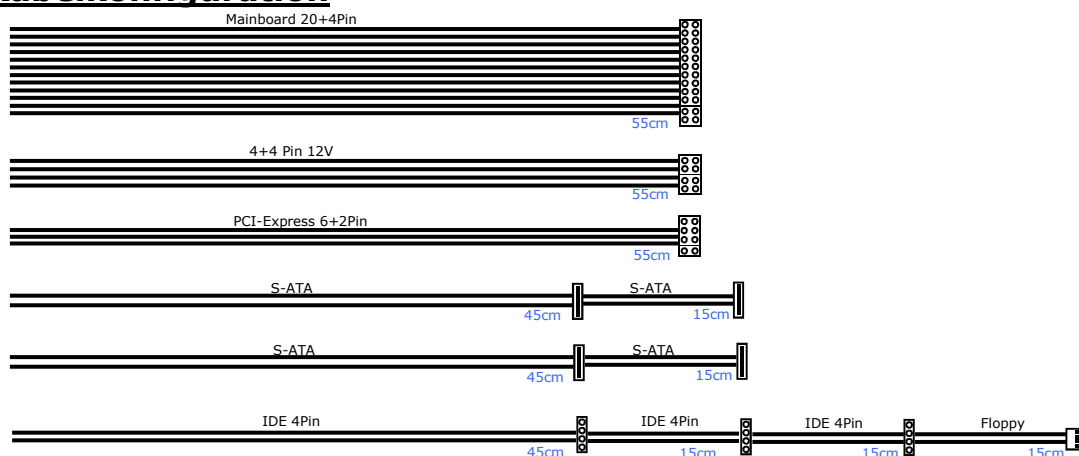 Mainboard 20+4Pin
55cm
4+4 Pin 12V
55cm
PCI-Express 6+2Pin
55cm
S-ATA S-ATA
45cm 15cm
S-ATA S-ATA
45cm 15cm
IDE 4Pin IDE 4Pin IDE 4Pin Floppy
45cm 15cm 15cm 15cm